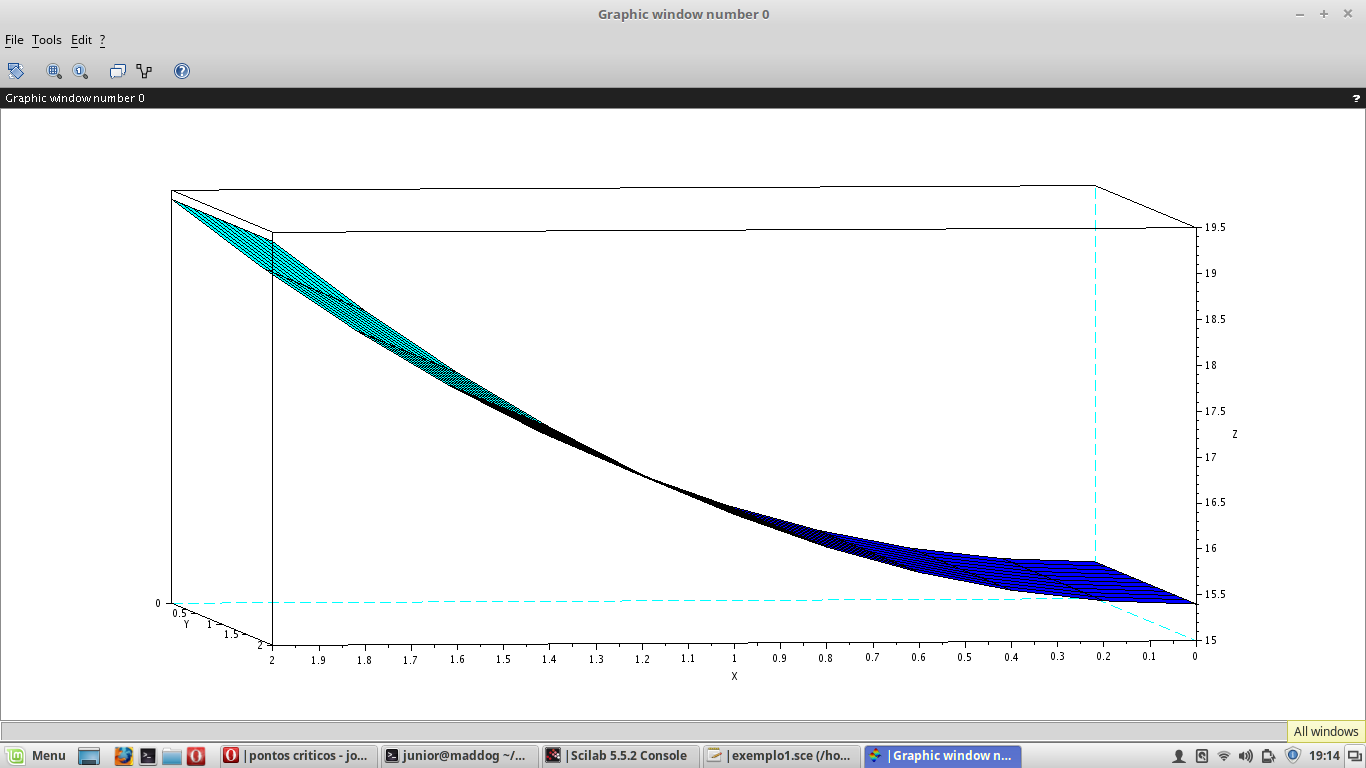 Graphic window number 0
File Tools Edit ?
Graphic window number 0 ?
19.5
19
18.5
18
17.5
17
Z
16.5
16
15.5
15
0
0.5
Y 1
1.5
2
2 1.9 1.8 1.7 1.6 1.5 1.4 1.3 1.2 1.1 1 0.9 0.8 0.7 0.6 0.5 0.4 0.3 0.2 0.1 0
X
All windows
Menu |pontos criticos - jo... junior@maddog ~/... |Scilab 5.5.2 Console |exemplo1.sce (/ho... |Graphic window n... 19:14